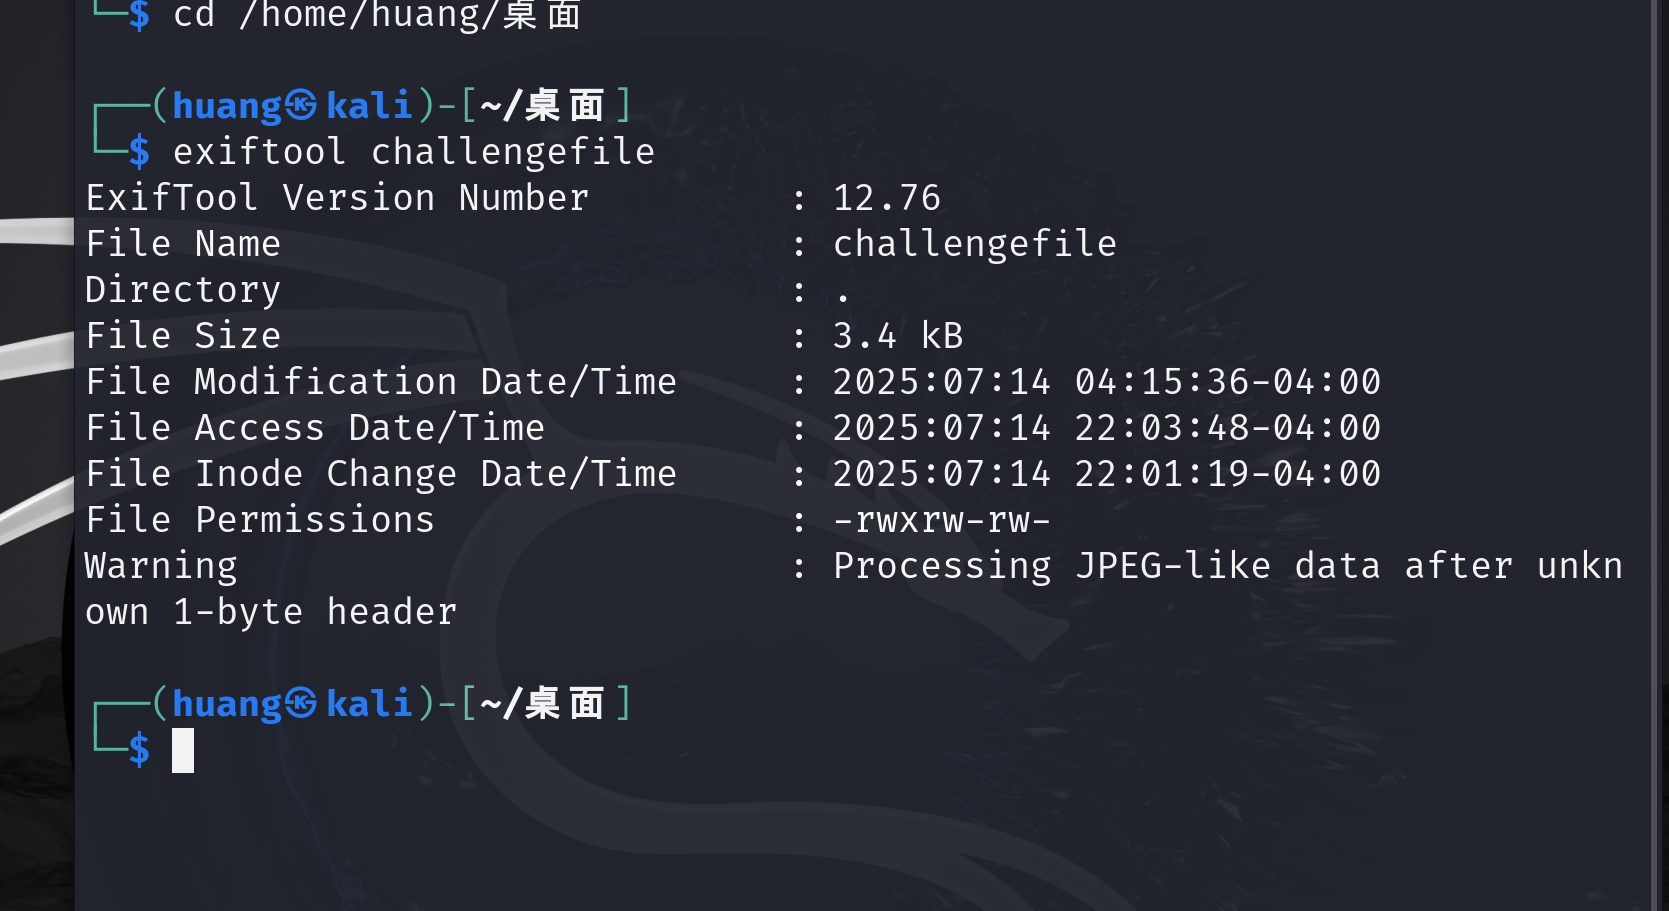 └─$ cd /home/huang/桌面
┌──(huang㉿kali)-[~/桌面]
└─$ exiftool challengefile
ExifTool Version Number : 12.76
File Name : challengefile
Directory : .
File Size : 3.4 kB
File Modification Date/Time : 2025:07:14 04:15:36-04:00
File Access Date/Time : 2025:07:14 22:03:48-04:00
File Inode Change Date/Time : 2025:07:14 22:01:19-04:00
File Permissions : -rwxrw-rw-
Warning : Processing JPEG-like data after unkn
own 1-byte header
┌──(huang㉿kali)-[~/桌面]
└─$